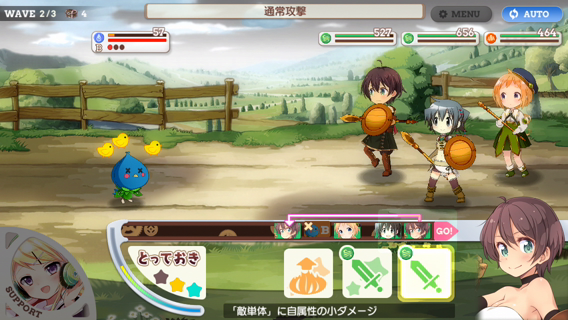 WAVE 2/3 4
通常攻撃
MENU
AUTO
57
B
527
656
464
B
GO!
とっておき
SUPPORT
「敵単体」に自属性の小ダメージ